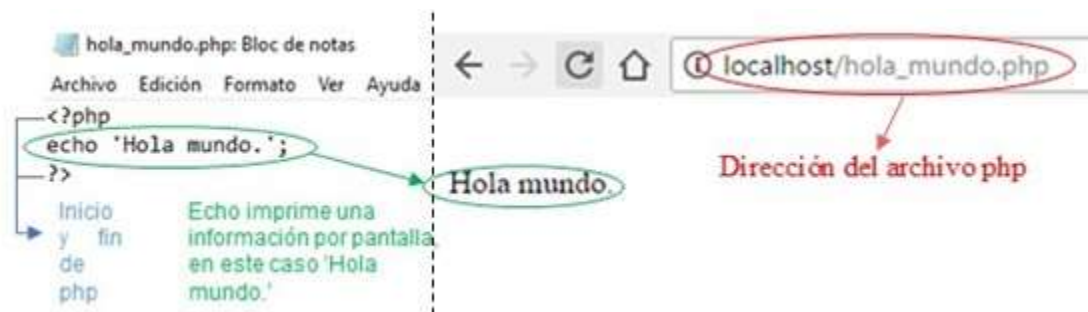 hola_mundo.php: Bloc de notas
Archivo Edición Formato Ver Ayuda
<?php
echo 'Hola mundo.';
?>
Inicio
y fin
de
php
Echo imprime una
información por pantalla,
en este caso 'Hola
mundo.'
localhost/hola_mundo.php
Dirección del archivo php
Hola mundo.